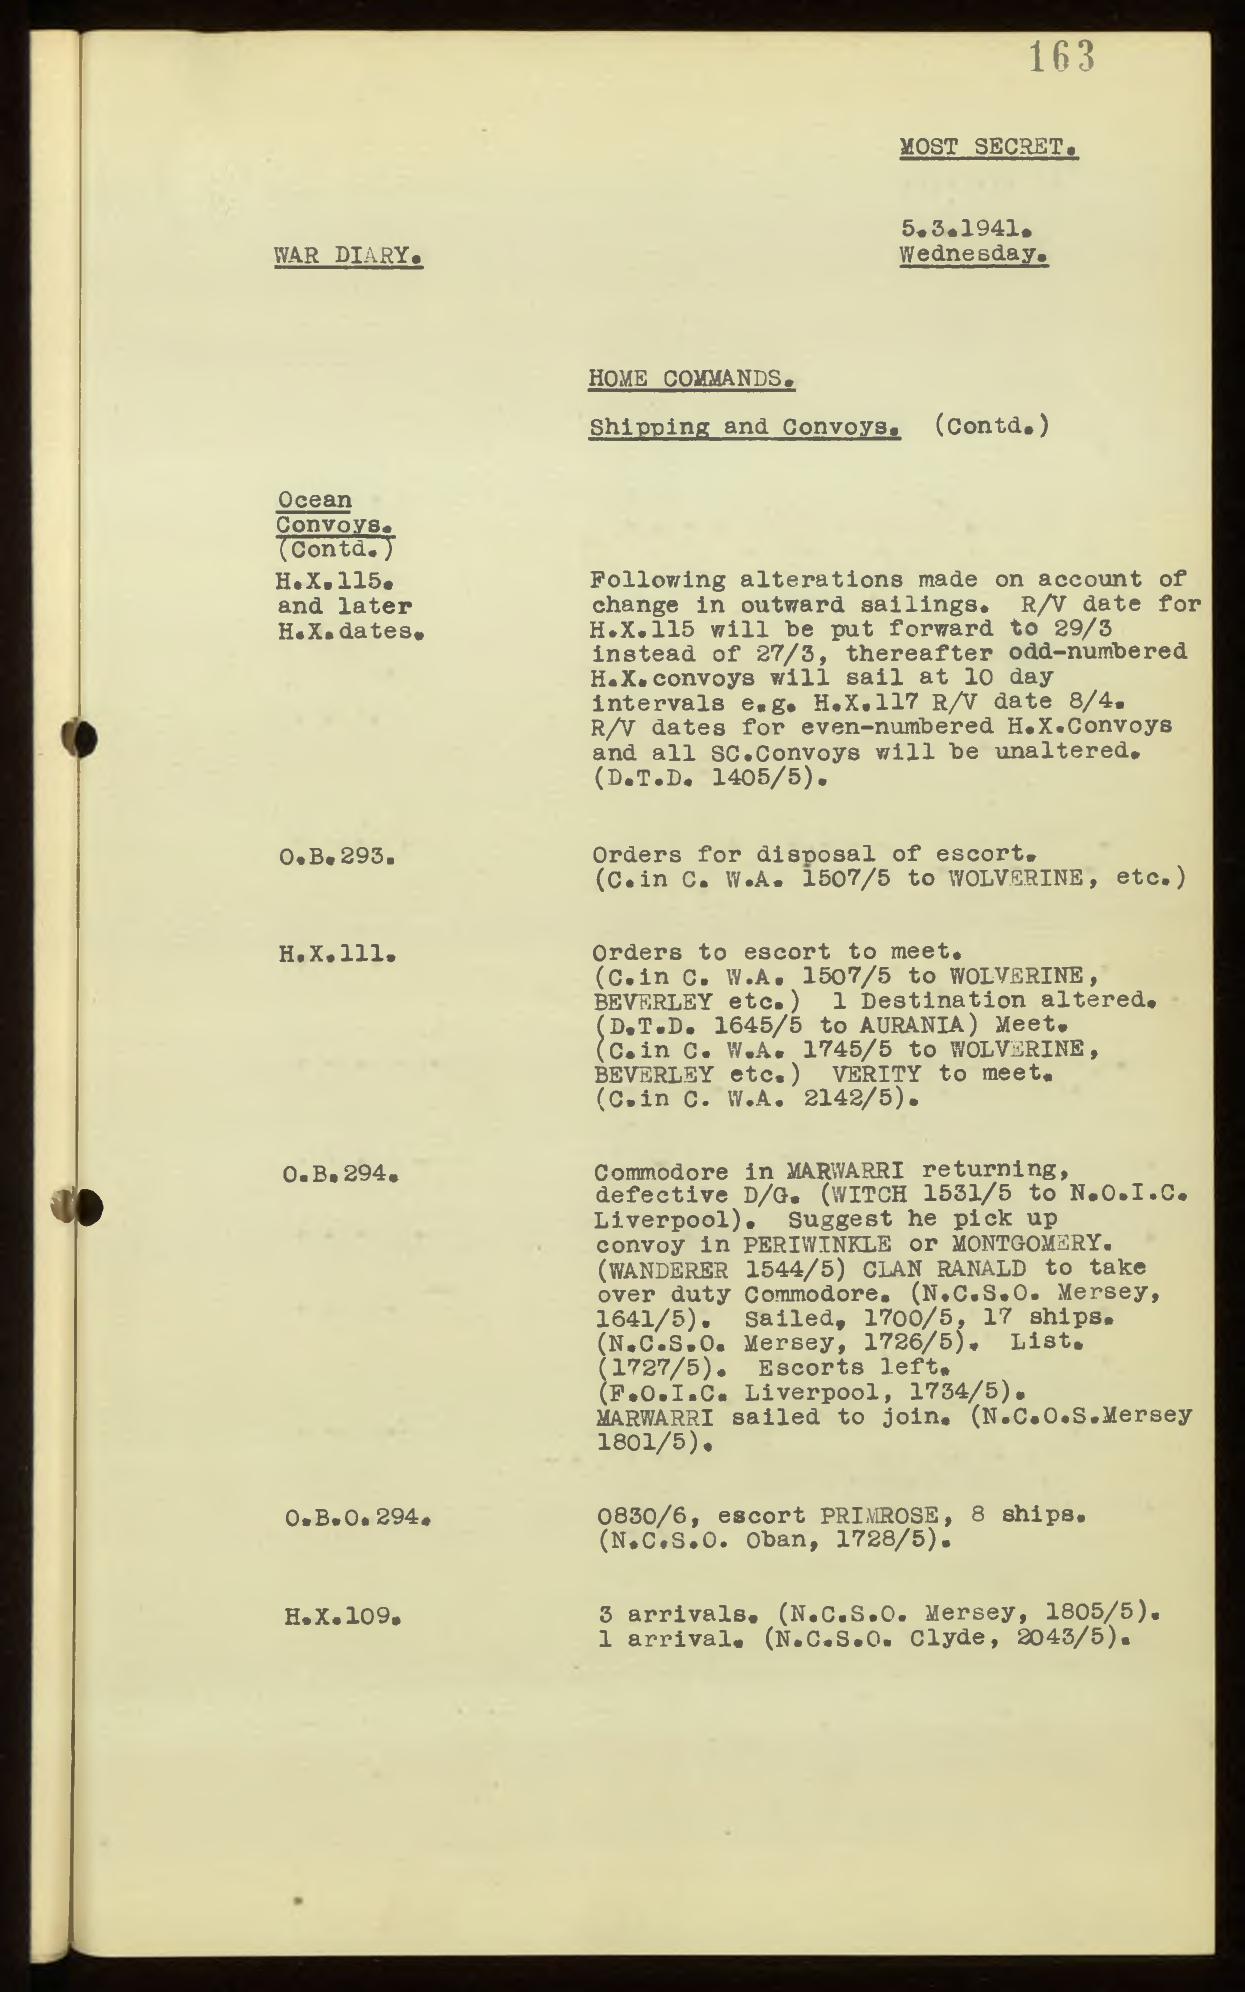 163
MOST SECRET.
5.3.1941.
WAR DIARY. Wednesday.
HOME COMMANDS.
Shipping and Convoys. (Contd.)
Ocean
Convoys.
(Contd.)
H.X.115. Following alterations made on account of
and later change in outward sailings. R/V date for
H.X.dates. H.X.115 will be put forward to 29/3
instead of 27/3, thereafter odd-numbered
H.X.convoys will sail at 10 day
intervals e.g. H.X.117 R/V date 8/4.
R/V dates for even-numbered H.X.Convoys
and all SC.Convoys will be unaltered.
(D.T.D. 1405/5).
O.B.293. Orders for disposal of escort.
(C.in C. W.A. 1507/5 to WOLVERINE, etc.)
H.X.111. Orders to escort to meet.
(C.in C. W.A. 1507/5 to WOLVERINE,
BEVERLEY etc.) 1 Destination altered.
(D.T.D. 1645/5 to AURANIA) Meet.
(C.in C. W.A. 1745/5 to WOLVERINE,
BEVERLEY etc.) VERITY to meet.
(C.in C. W.A. 2142/5).
O.B.294. Commodore in MARWARRI returning,
defective D/G. (WITCH 1531/5 to N.O.I.C.
Liverpool). Suggest he pick up
convoy in PERIWINKLE or MONTGOMERY.
(WANDERER 1544/5) CLAN RANALD to take
over duty Commodore. (N.C.S.O. Mersey,
1641/5). Sailed, 1700/5, 17 ships.
(N.C.S.O. Mersey, 1726/5). List.
(1727/5). Escorts left.
(F.O.I.C. Liverpool, 1734/5).
MARWARRI sailed to join. (N.C.O.S.Mersey
1801/5).
O.B.O.294. 0830/6, escort PRIMROSE, 8 ships.
(N.C.S.O. Oban, 1728/5).
H.X.109. 3 arrivals. (N.C.S.O. Mersey, 1805/5).
1 arrival. (N.C.S.O. Clyde, 2043/5).